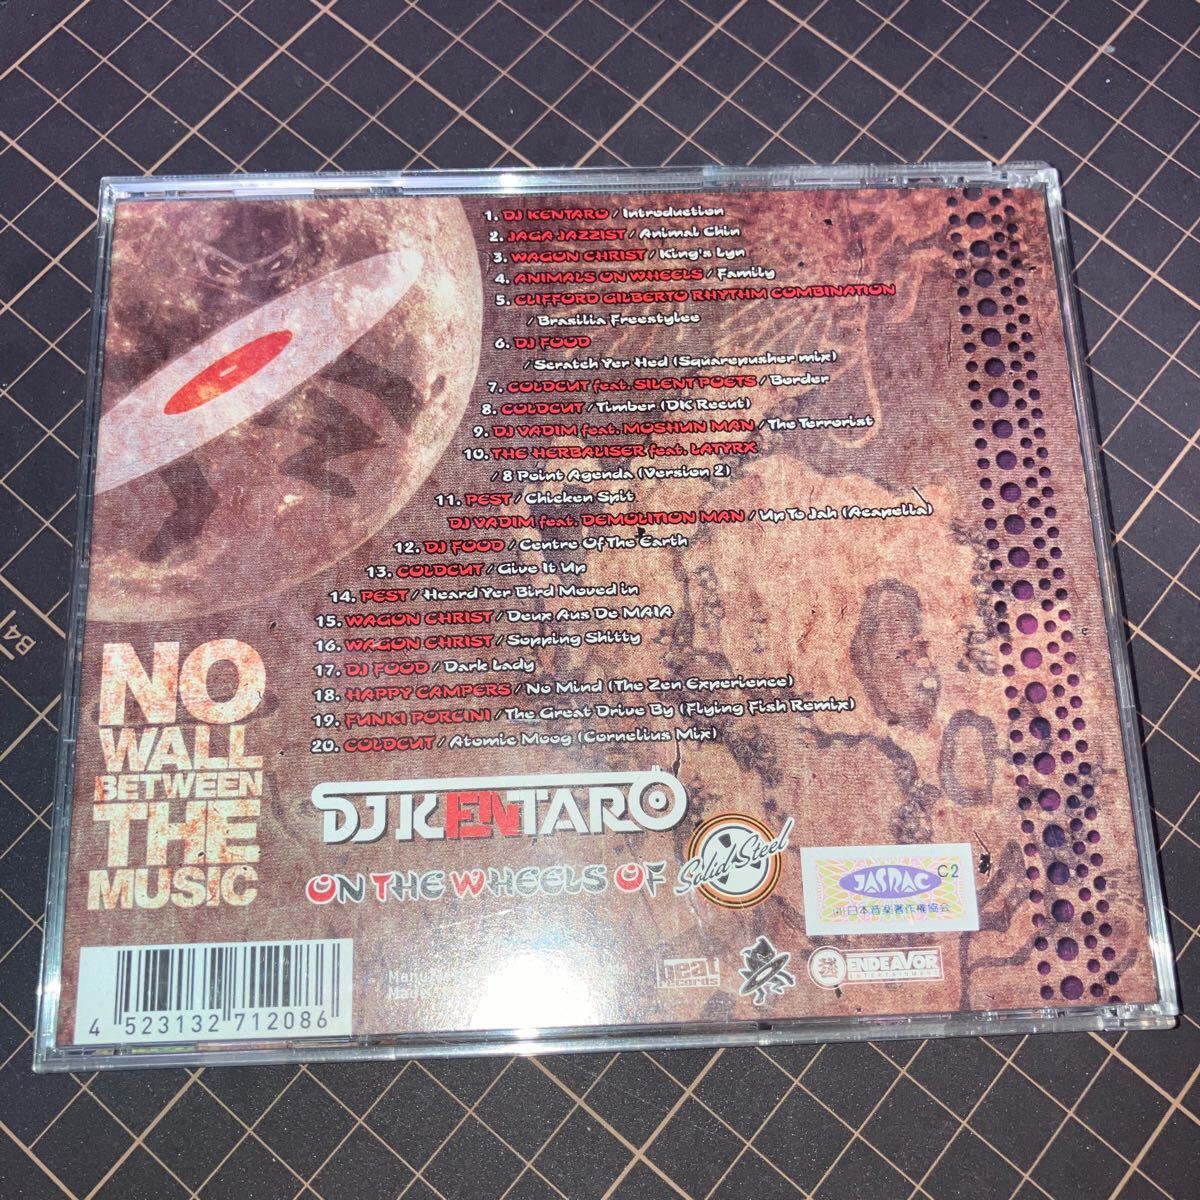 1. DJ KENTARO / Introduction
2. JAGA JAZZIST / Animal Chin
3. WAGON CHRIST / King's Lyn
4. ANIMALS ON WHEELS / Family
5. CLIFFORD GILBERTO RHYTHM COMBINATION
/ Brasilia Freestylee
6. DJ FOOD
/ Scratch Yer Hed (Squarepusher mix)
7. COLDCUT feat. SILENT POETS / Border
8. COLDCUT / Timber (DK Recut)
9. DJ VADIM feat. MOSHUN MAN / The Terrorist
10. THE HERBALISER feat. LATYRX
/ 8 Point Agenda (Version 2)
11. PEST / Chicken Spit
DJ VADIM feat. DEMOLITION MAN / Up To Jah (Acapella)
12. DJ FOOD / Centre Of The Earth
13. COLDCUT / Give It Up
14. PEST / Heard Yer Bird Moved in
15. WAGON CHRIST / Deux Aus De MAIA
16. WAGON CHRIST / Sopping Shitty
17. DJ FOOD / Dark Lady
18. HAPPY CAMPERS / No Mind (The Zen Experience)
19. FUNKI PORCINI / The Great Drive By (Flying Fish Remix)
20. COLDCUT / Atomic Moog (Cornelius Mix)
NO
WALL
BETWEEN
THE
MUSIC
DJ KENTARO
ON THE WHEELS OF Solid Steel
JASRAC C2
日本音楽著作権協会
beat
records
ENDEAVOR
ENTERTAINMENT
4 523132 712086
B4